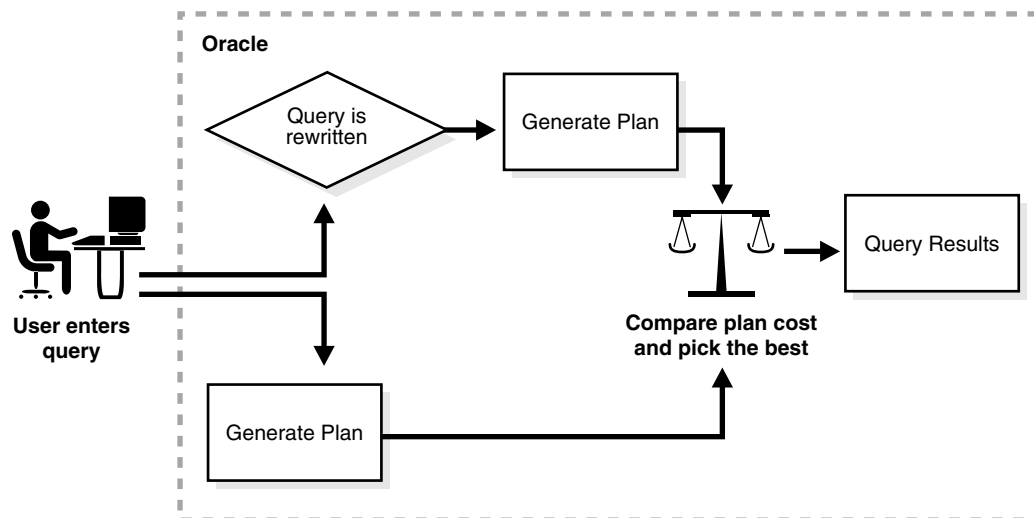 Oracle
Query is
rewritten
Generate Plan
Query Results
User enters
query
Compare plan cost
and pick the best
Generate Plan